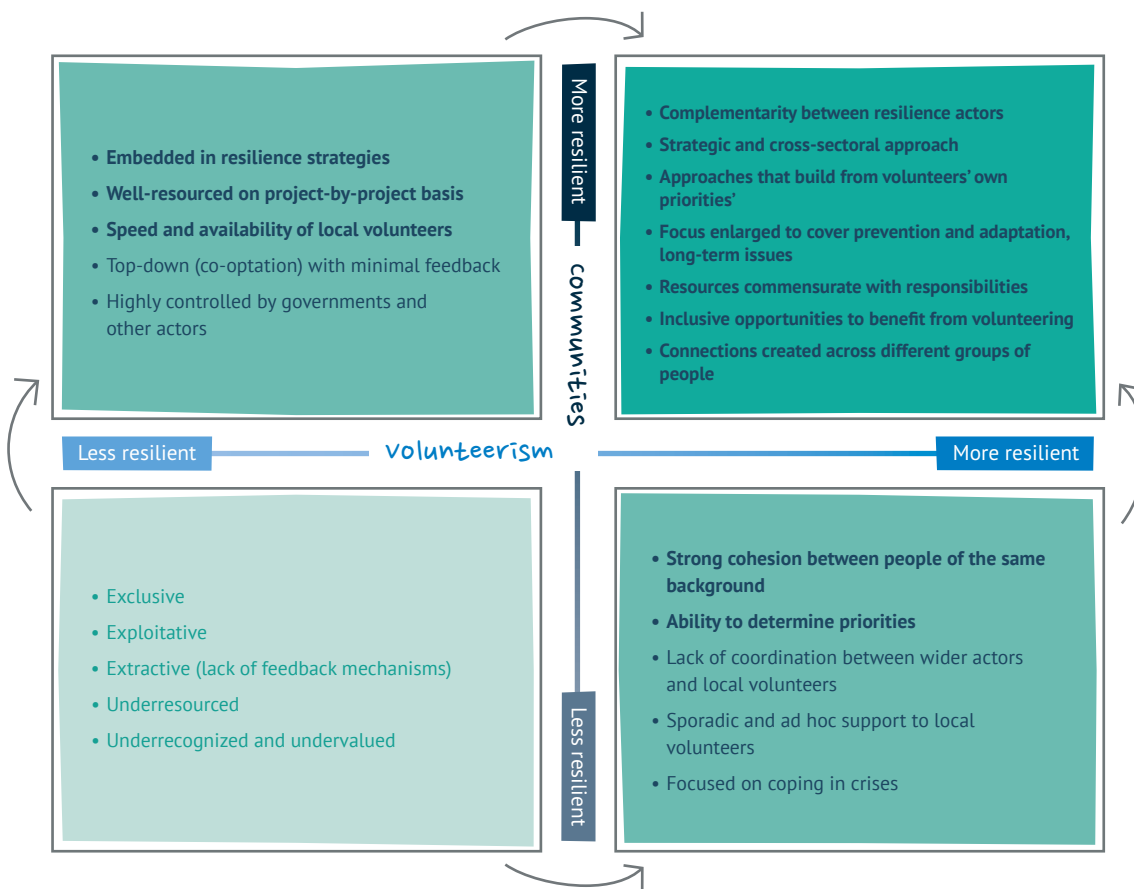 • Embedded in resilience strategies
• Well-resourced on project-by-project basis
• Speed and availability of local volunteers
• Top-down (co-optation) with minimal feedback
• Highly controlled by governments and
other actors
More resilient
• Complementarity between resilience actors
• Strategic and cross-sectoral approach
• Approaches that build from volunteers’ own
priorities’
• Focus enlarged to cover prevention and adaptation,
long-term issues
• Resources commensurate with responsibilities
• Inclusive opportunities to benefit from volunteering
• Connections created across different groups of
people
communities
Less resilient
volunteerism
More resilient
• Exclusive
• Exploitative
• Extractive (lack of feedback mechanisms)
• Underresourced
• Underrecognized and undervalued
Less resilient
• Strong cohesion between people of the same
background
• Ability to determine priorities
• Lack of coordination between wider actors
and local volunteers
• Sporadic and ad hoc support to local
volunteers
• Focused on coping in crises